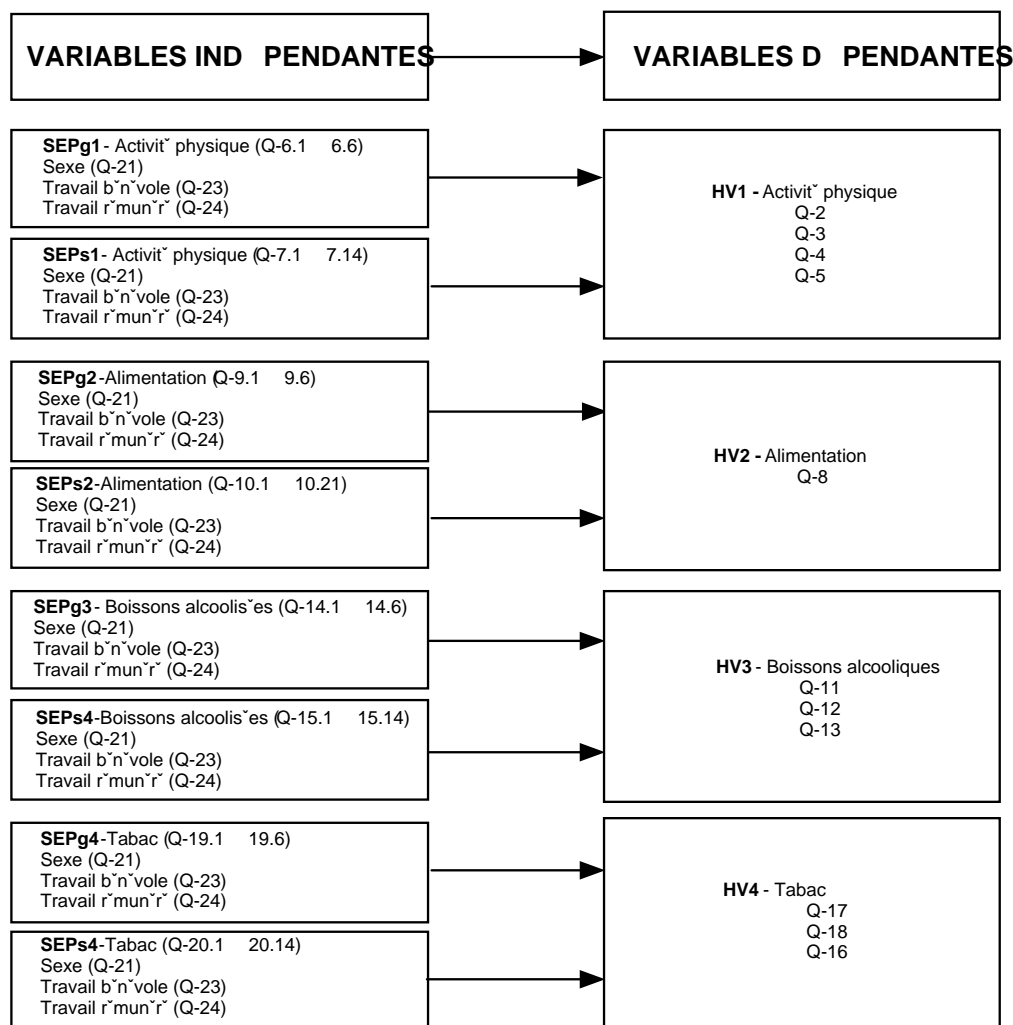 VARIABLES IND PENDANTES
VARIABLES D PENDANTES
SEPg1 - Activitˇ physique (Q-6.1 6.6)
Sexe (Q-21)
Travail bˇnˇvole (Q-23)
Travail rˇmunˇrˇ (Q-24)
SEPs1- Activitˇ physique (Q-7.1 7.14)
Sexe (Q-21)
Travail bˇnˇvole (Q-23)
Travail rˇmunˇrˇ (Q-24)
HV1 - Activitˇ physique
Q-2
Q-3
Q-4
Q-5
SEPg2-Alimentation (Q-9.1 9.6)
Sexe (Q-21)
Travail bˇnˇvole (Q-23)
Travail rˇmunˇrˇ (Q-24)
SEPs2-Alimentation (Q-10.1 10.21)
Sexe (Q-21)
Travail bˇnˇvole (Q-23)
Travail rˇmunˇrˇ (Q-24)
HV2 - Alimentation
Q-8
SEPg3- Boissons alcoolisˇes (Q-14.1 14.6)
Sexe (Q-21)
Travail bˇnˇvole (Q-23)
Travail rˇmunˇrˇ (Q-24)
SEPs4-Boissons alcoolisˇes (Q-15.1 15.14)
Sexe (Q-21)
Travail bˇnˇvole (Q-23)
Travail rˇmunˇrˇ (Q-24)
HV3 - Boissons alcooliques
Q-11
Q-12
Q-13
SEPg4-Tabac (Q-19.1 19.6)
Sexe (Q-21)
Travail bˇnˇvole (Q-23)
Travail rˇmunˇrˇ (Q-24)
SEPs4-Tabac (Q-20.1 20.14)
Sexe (Q-21)
Travail bˇnˇvole (Q-23)
Travail rˇmunˇrˇ (Q-24)
HV4 - Tabac
Q-17
Q-18
Q-16